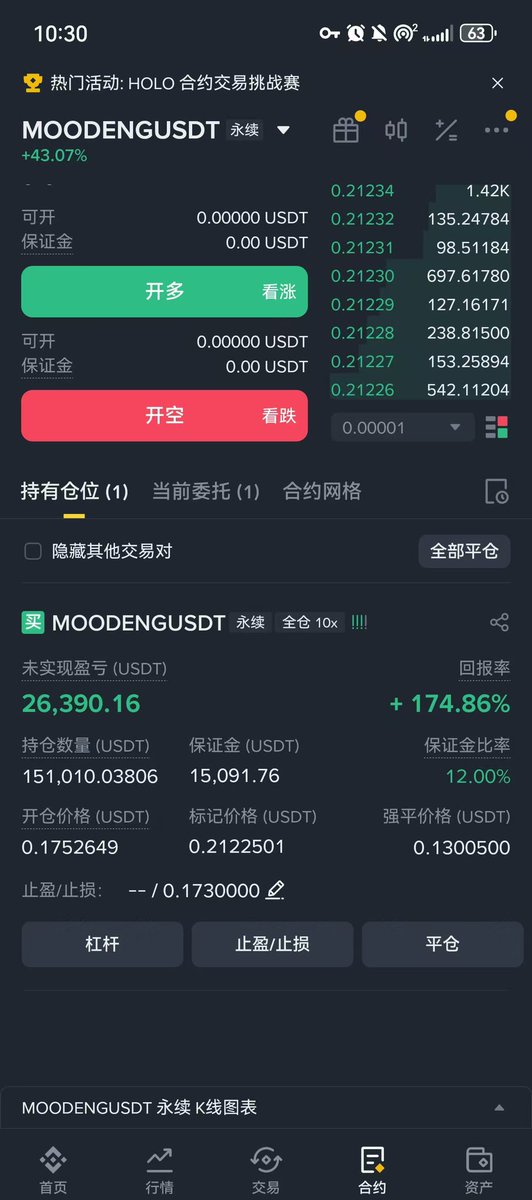 10:30
2
63
热门活动: HOLO 合约交易挑战赛
MOODENGUSDT 永续
+43.07%
0.21234 1.42K
可开 0.00000 USDT
0.21232 135.24784
保证金 0.00 USDT
0.21231 98.51184
开多 看涨
0.21230 697.61780
0.21229 127.16171
可开 0.00000 USDT
0.21228 238.81500
保证金 0.00 USDT
0.21227 153.25894
开空 看跌
0.21226 542.11204
0.00001
持有仓位 (1) 当前委托 (1) 合约网格
隐藏其他交易对 全部平仓
买 MOODENGUSDT 永续 全仓 10x !!!!
未实现盈亏 (USDT) 回报率
26,390.16 + 174.86%
持仓数量 (USDT) 保证金 (USDT) 保证金比率
151,010.03806 15,091.76 12.00%
开仓价格 (USDT) 标记价格 (USDT) 强平价格 (USDT)
0.1752649 0.2122501 0.1300500
止盈/止损: -- / 0.1730000
杠杆 止盈/止损 平仓
MOODENGUSDT 永续 K线图表
首页 行情 交易 合约 资产